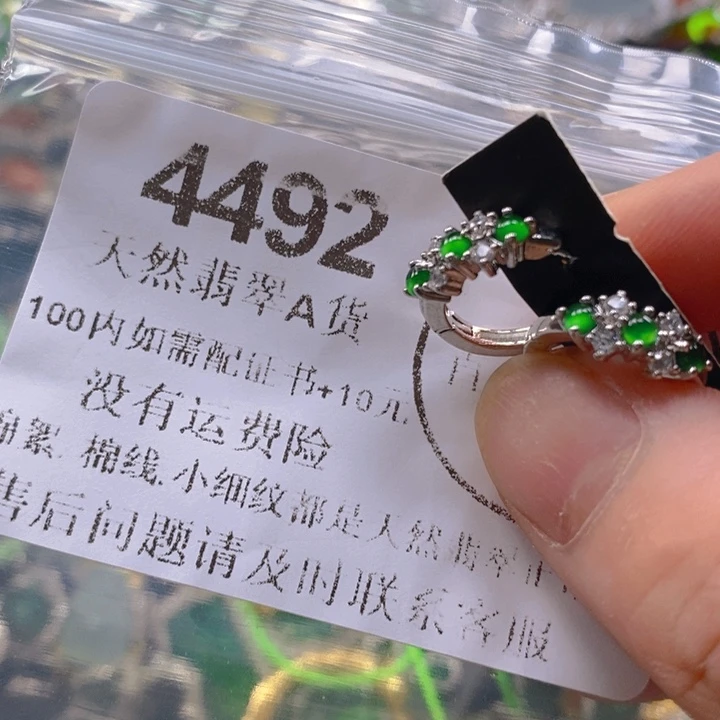 4492
天然翡翠A货
100内如需配证书+10元
没有运费险
棉絮. 棉线.小细纹都是天然翡翠
售后问题请及时联系客服